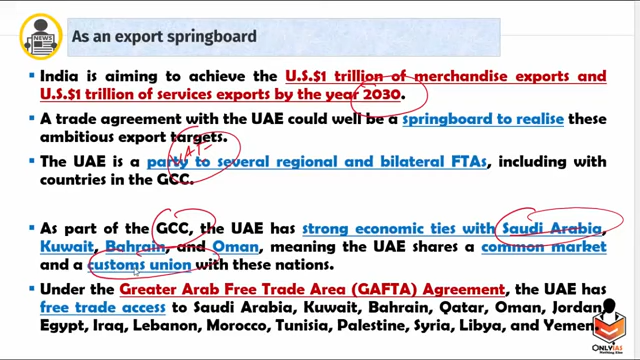 NEWS
As an export springboard
▪ India is aiming to achieve the U.S.$1 trillion of merchandise exports and
U.S.$1 trillion of services exports by the year 2030.
▪ A trade agreement with the UAE could well be a springboard to realise these
ambitious export targets.
▪ The UAE is a party to several regional and bilateral FTAs, including with
countries in the GCC.
▪ As part of the GCC, the UAE has strong economic ties with Saudi Arabia,
Kuwait, Bahrain, and Oman, meaning the UAE shares a common market
and a customs union with these nations.
▪ Under the Greater Arab Free Trade Area (GAFTA) Agreement, the UAE has
free trade access to Saudi Arabia, Kuwait, Bahrain, Qatar, Oman, Jordan
Egypt, Iraq, Lebanon, Morocco, Tunisia, Palestine, Syria, Libya, and Yemen
ONLYIAS